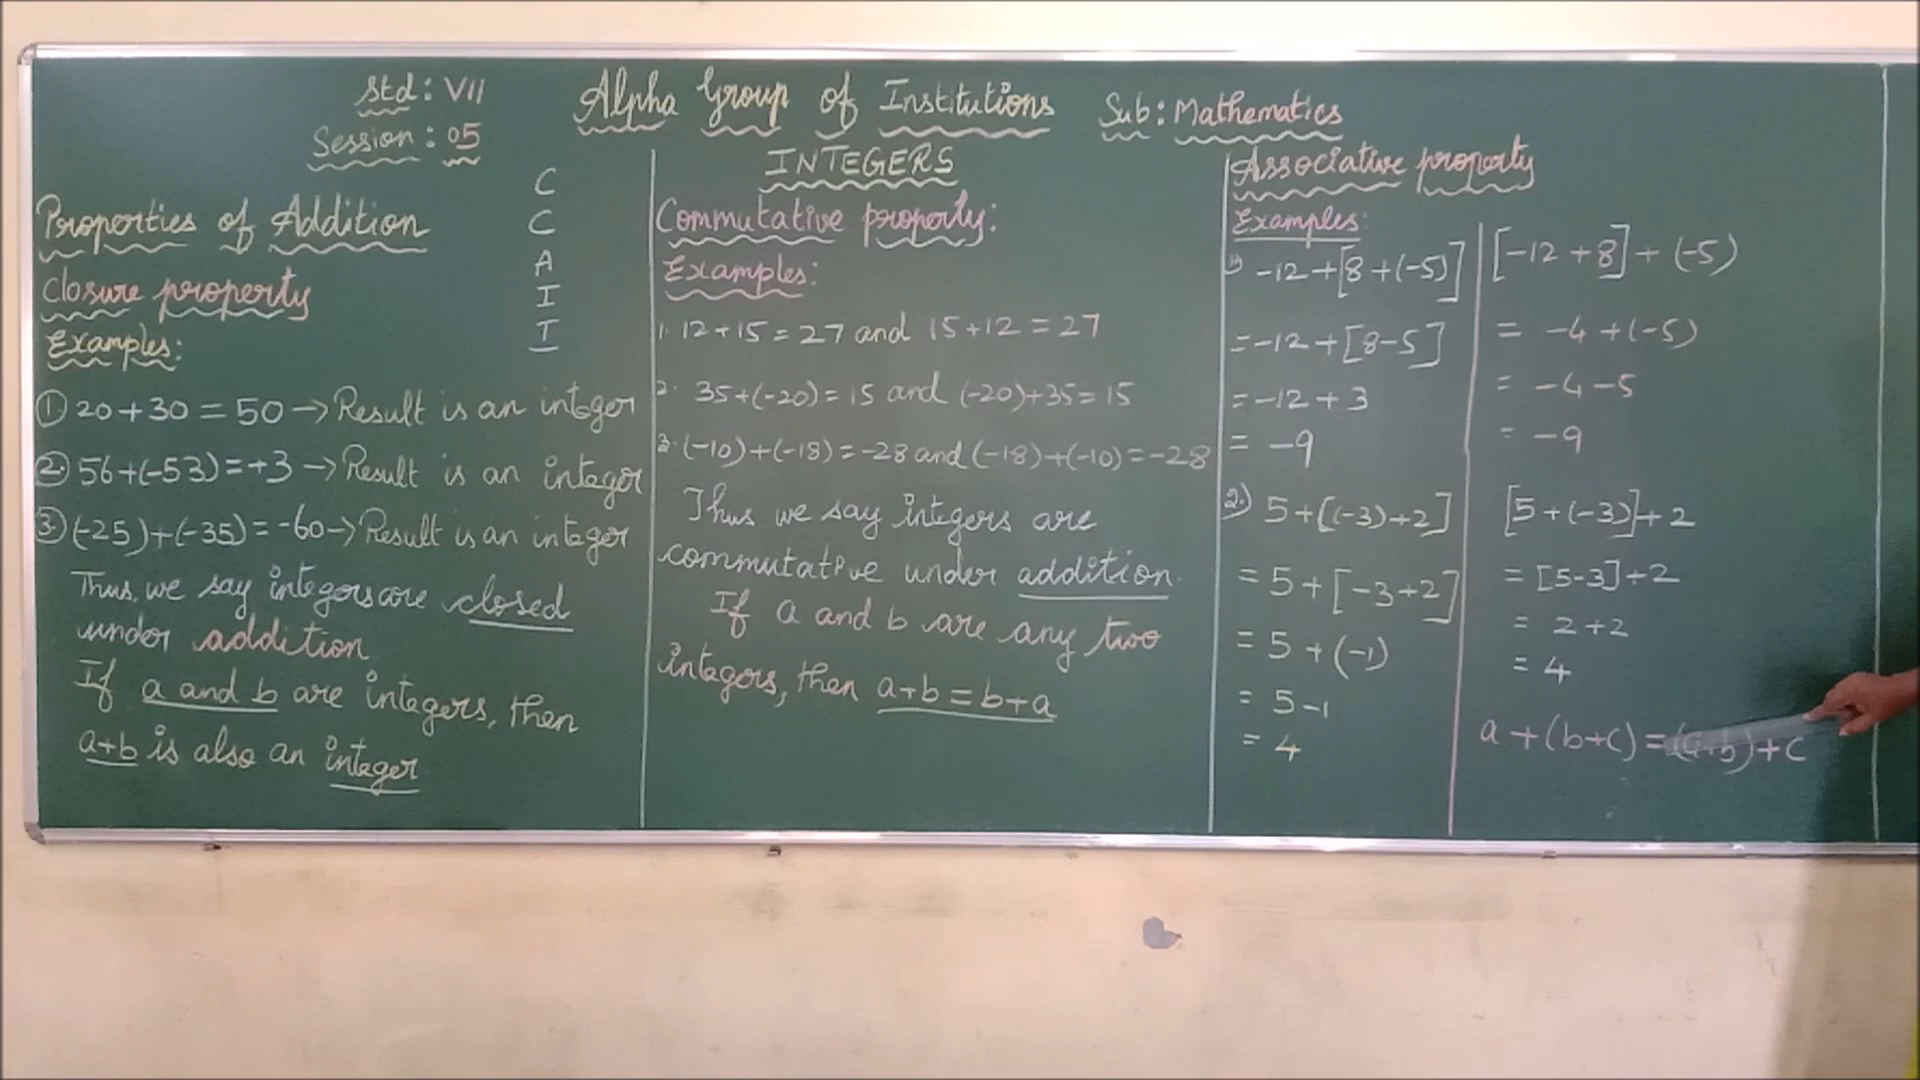 Std: VII
Session: 05
Alpha Group of Institutions
Sub: Mathematics
INTEGERS
C
C
A
I
I
Properties of Addition
Closure property
Examples:
① 20+30 = 50 → Result is an integer
② 56+(-53)=+3 → Result is an integer
③ (-25)+(-35)= -60 → Result is an integer
Thus, we say integers are closed
under addition
If a and b are integers, then
a+b is also an integer
Commutative property:
Examples:
1. 12+15=27 and 15+12=27
2. 35+(-20)=15 and (-20)+35=15
3. (-10)+(-18)=-28 and (-18)+(-10)=-28
Thus we say integers are
commutative under addition.
If a and b are any two
integers, then a+b=b+a
Associative property
Examples:
1) -12+[8+(-5)]
=-12+[8-5]
=-12+3
= -9
2.) 5+[(-3)+2]
= 5+[-3+2]
= 5+(-1)
= 5-1
= 4
[-12+8]+(-5)
= -4+(-5)
= -4-5
= -9
[5+(-3)]+2
= [5-3]+2
= 2+2
= 4
a+(b+c)=(a+b)+c